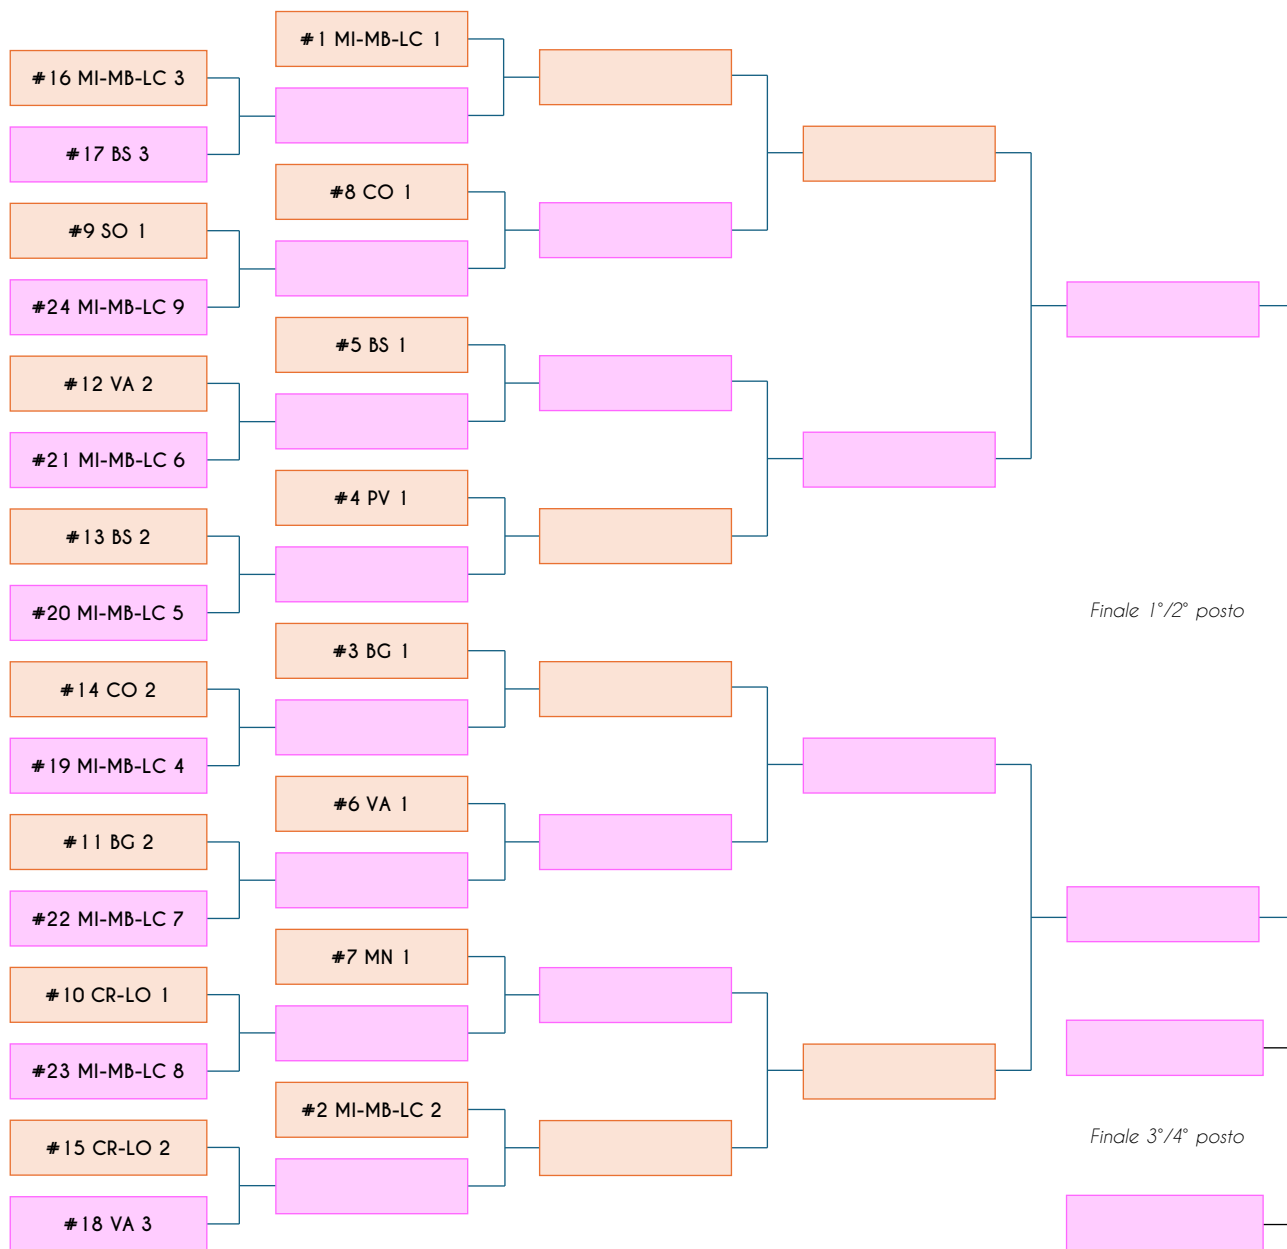 #16 MI-MB-LC 3
#17 BS 3
#9 SO 1
#24 MI-MB-LC 9
#12 VA 2
#21 MI-MB-LC 6
#13 BS 2
#20 MI-MB-LC 5
#14 CO 2
#19 MI-MB-LC 4
#11 BG 2
#22 MI-MB-LC 7
#10 CR-LO 1
#23 MI-MB-LC 8
#15 CR-LO 2
#18 VA 3
#1 MI-MB-LC 1
#8 CO 1
#5 BS 1
#4 PV 1
#3 BG 1
#6 VA 1
#7 MN 1
#2 MI-MB-LC 2
Finale 1°/2° posto
Finale 3°/4° posto